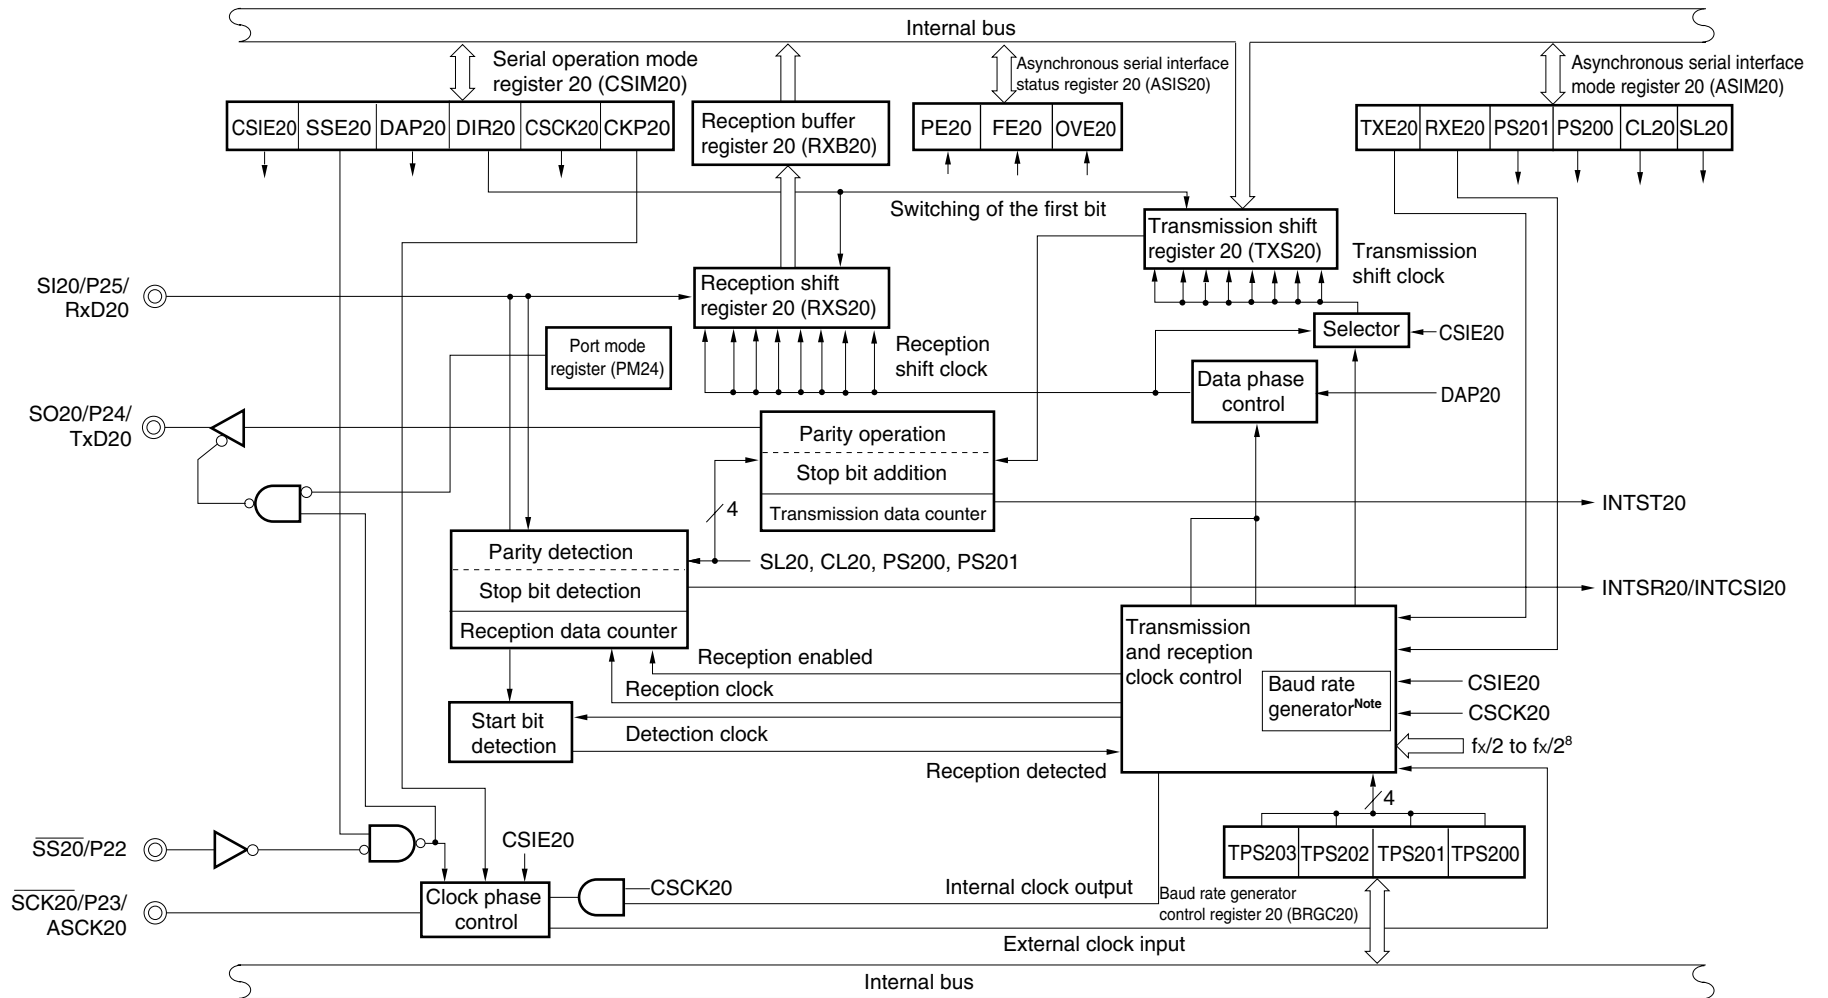 Internal bus
Serial operation mode
register 20 (CSIM20)
Asynchronous serial interface
status register 20 (ASIS20)
Asynchronous serial interface
mode register 20 (ASIM20)
CSIE20 SSE20 DAP20 DIR20 CSCK20 CKP20
Reception buffer
register 20 (RXB20)
PE20 FE20 OVE20
TXE20 RXE20 PS201 PS200 CL20 SL20
Switching of the first bit
Transmission shift
register 20 (TXS20)
Transmission
shift clock
SI20/P25/
RxD20
Reception shift
register 20 (RXS20)
Selector
CSIE20
Port mode
register (PM24)
Reception
shift clock
Data phase
control
DAP20
SO20/P24/
TxD20
Parity operation
Stop bit addition
Transmission data counter
4
INTST20
Parity detection
Stop bit detection
Reception data counter
SL20, CL20, PS200, PS201
INTSR20/INTCSI20
Transmission
and reception
clock control
Baud rate
generatorNote
Reception enabled
Reception clock
CSIE20
CSCK20
Start bit
detection
Detection clock
fx/2 to fx/2⁸
Reception detected
4
TPS203 TPS202 TPS201 TPS200
SS20/P22
CSIE20
CSCK20
Internal clock output
Baud rate generator
control register 20 (BRGC20)
SCK20/P23/
ASCK20
Clock phase
control
External clock input
Internal bus